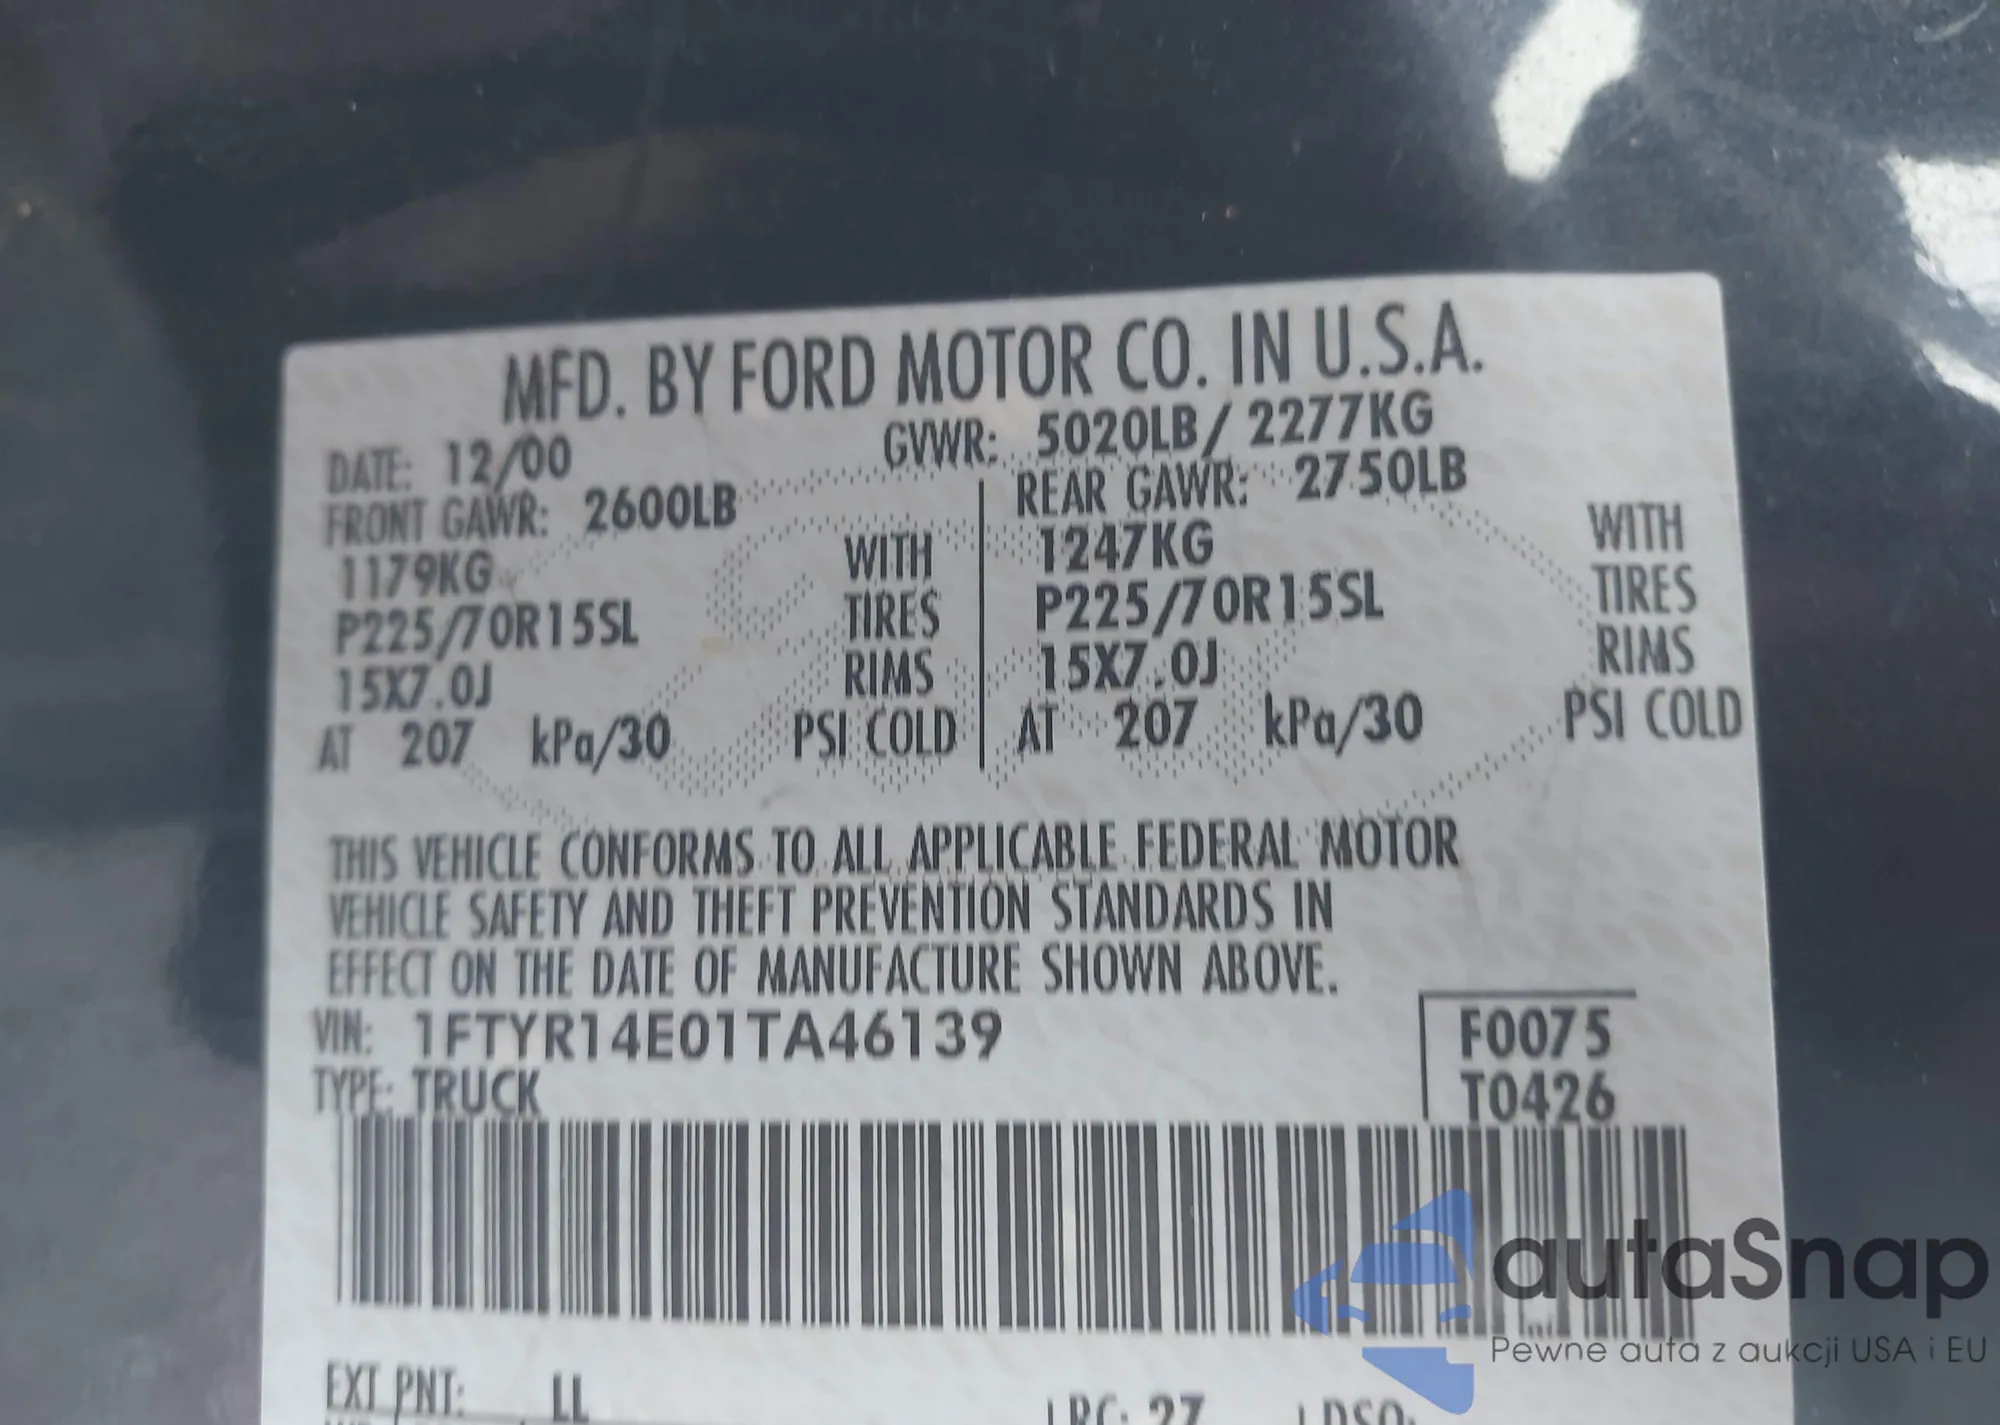 MFD. BY FORD MOTOR CO. IN U.S.A.
DATE: 12/00 GVWR: 5020LB / 2277KG
FRONT GAWR: 2600LB REAR GAWR: 2750LB
1179KG WITH 1247KG WITH
P225/70R15SL TIRES P225/70R15SL TIRES
15X7.0J RIMS 15X7.0J RIMS
AT 207 kPa/30 PSI COLD AT 207 kPa/30 PSI COLD
THIS VEHICLE CONFORMS TO ALL APPLICABLE FEDERAL MOTOR
VEHICLE SAFETY AND THEFT PREVENTION STANDARDS IN
EFFECT ON THE DATE OF MANUFACTURE SHOWN ABOVE.
VIN: 1FTYR14E01TA46139 F0075
TYPE: TRUCK T0426
autaSnap
Pewne auta z aukcji USA i EU
EXT PNT: LL RC: 27 DSO: